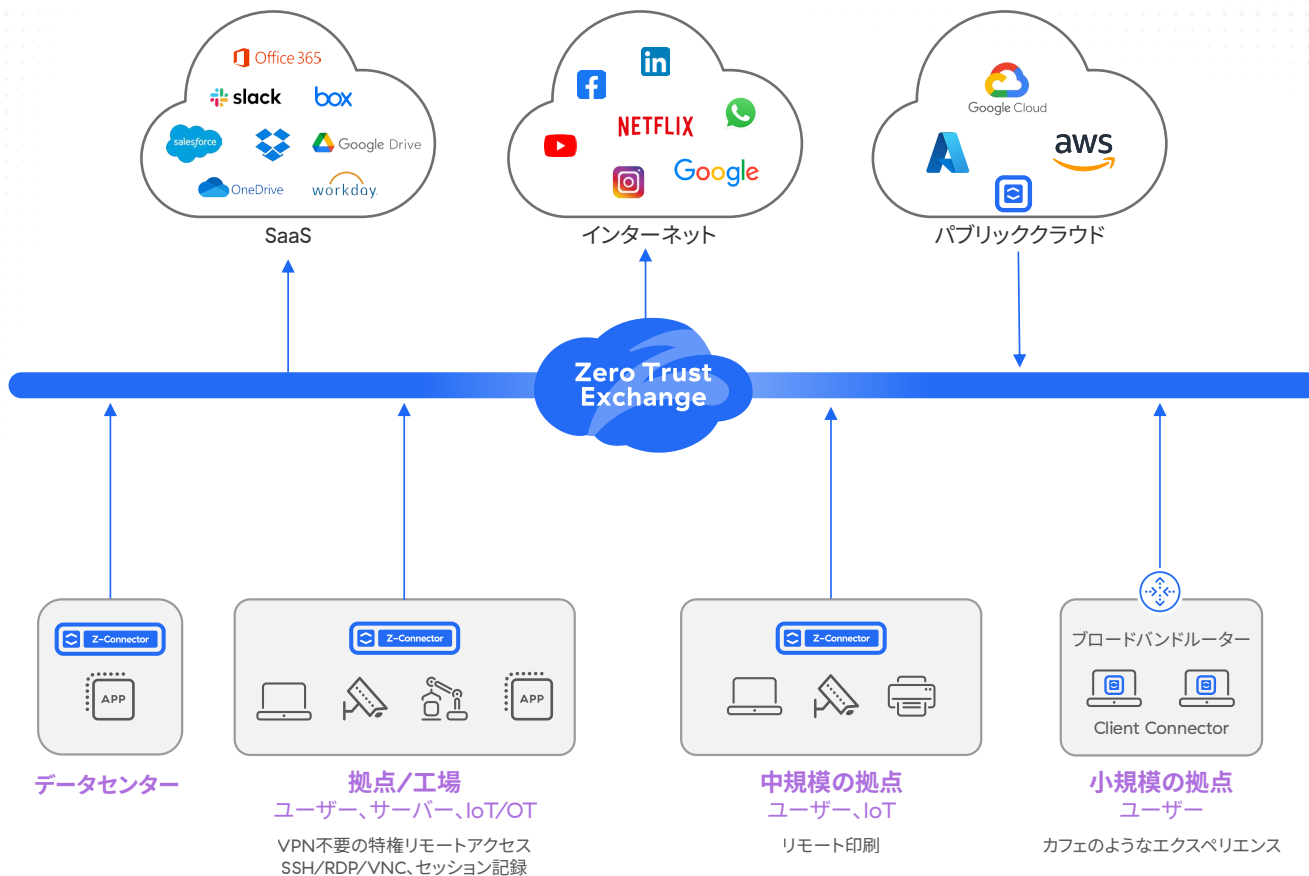 Office 365
slack
box
salesforce
Google Drive
OneDrive
workday.
SaaS
in
NETFLIX
Google
インターネット
Google Cloud
aws
パブリッククラウド
Zero Trust
Exchange
Z-Connector
APP
データセンター
Z-Connector
APP
拠点/工場
ユーザー、サーバー、IoT/OT
VPN不要の特権リモートアクセス
SSH/RDP/VNC、セッション記録
Z-Connector
中規模の拠点
ユーザー、IoT
リモート印刷
ブロードバンドルーター
Client Connector
小規模の拠点
ユーザー
カフェのようなエクスペリエンス